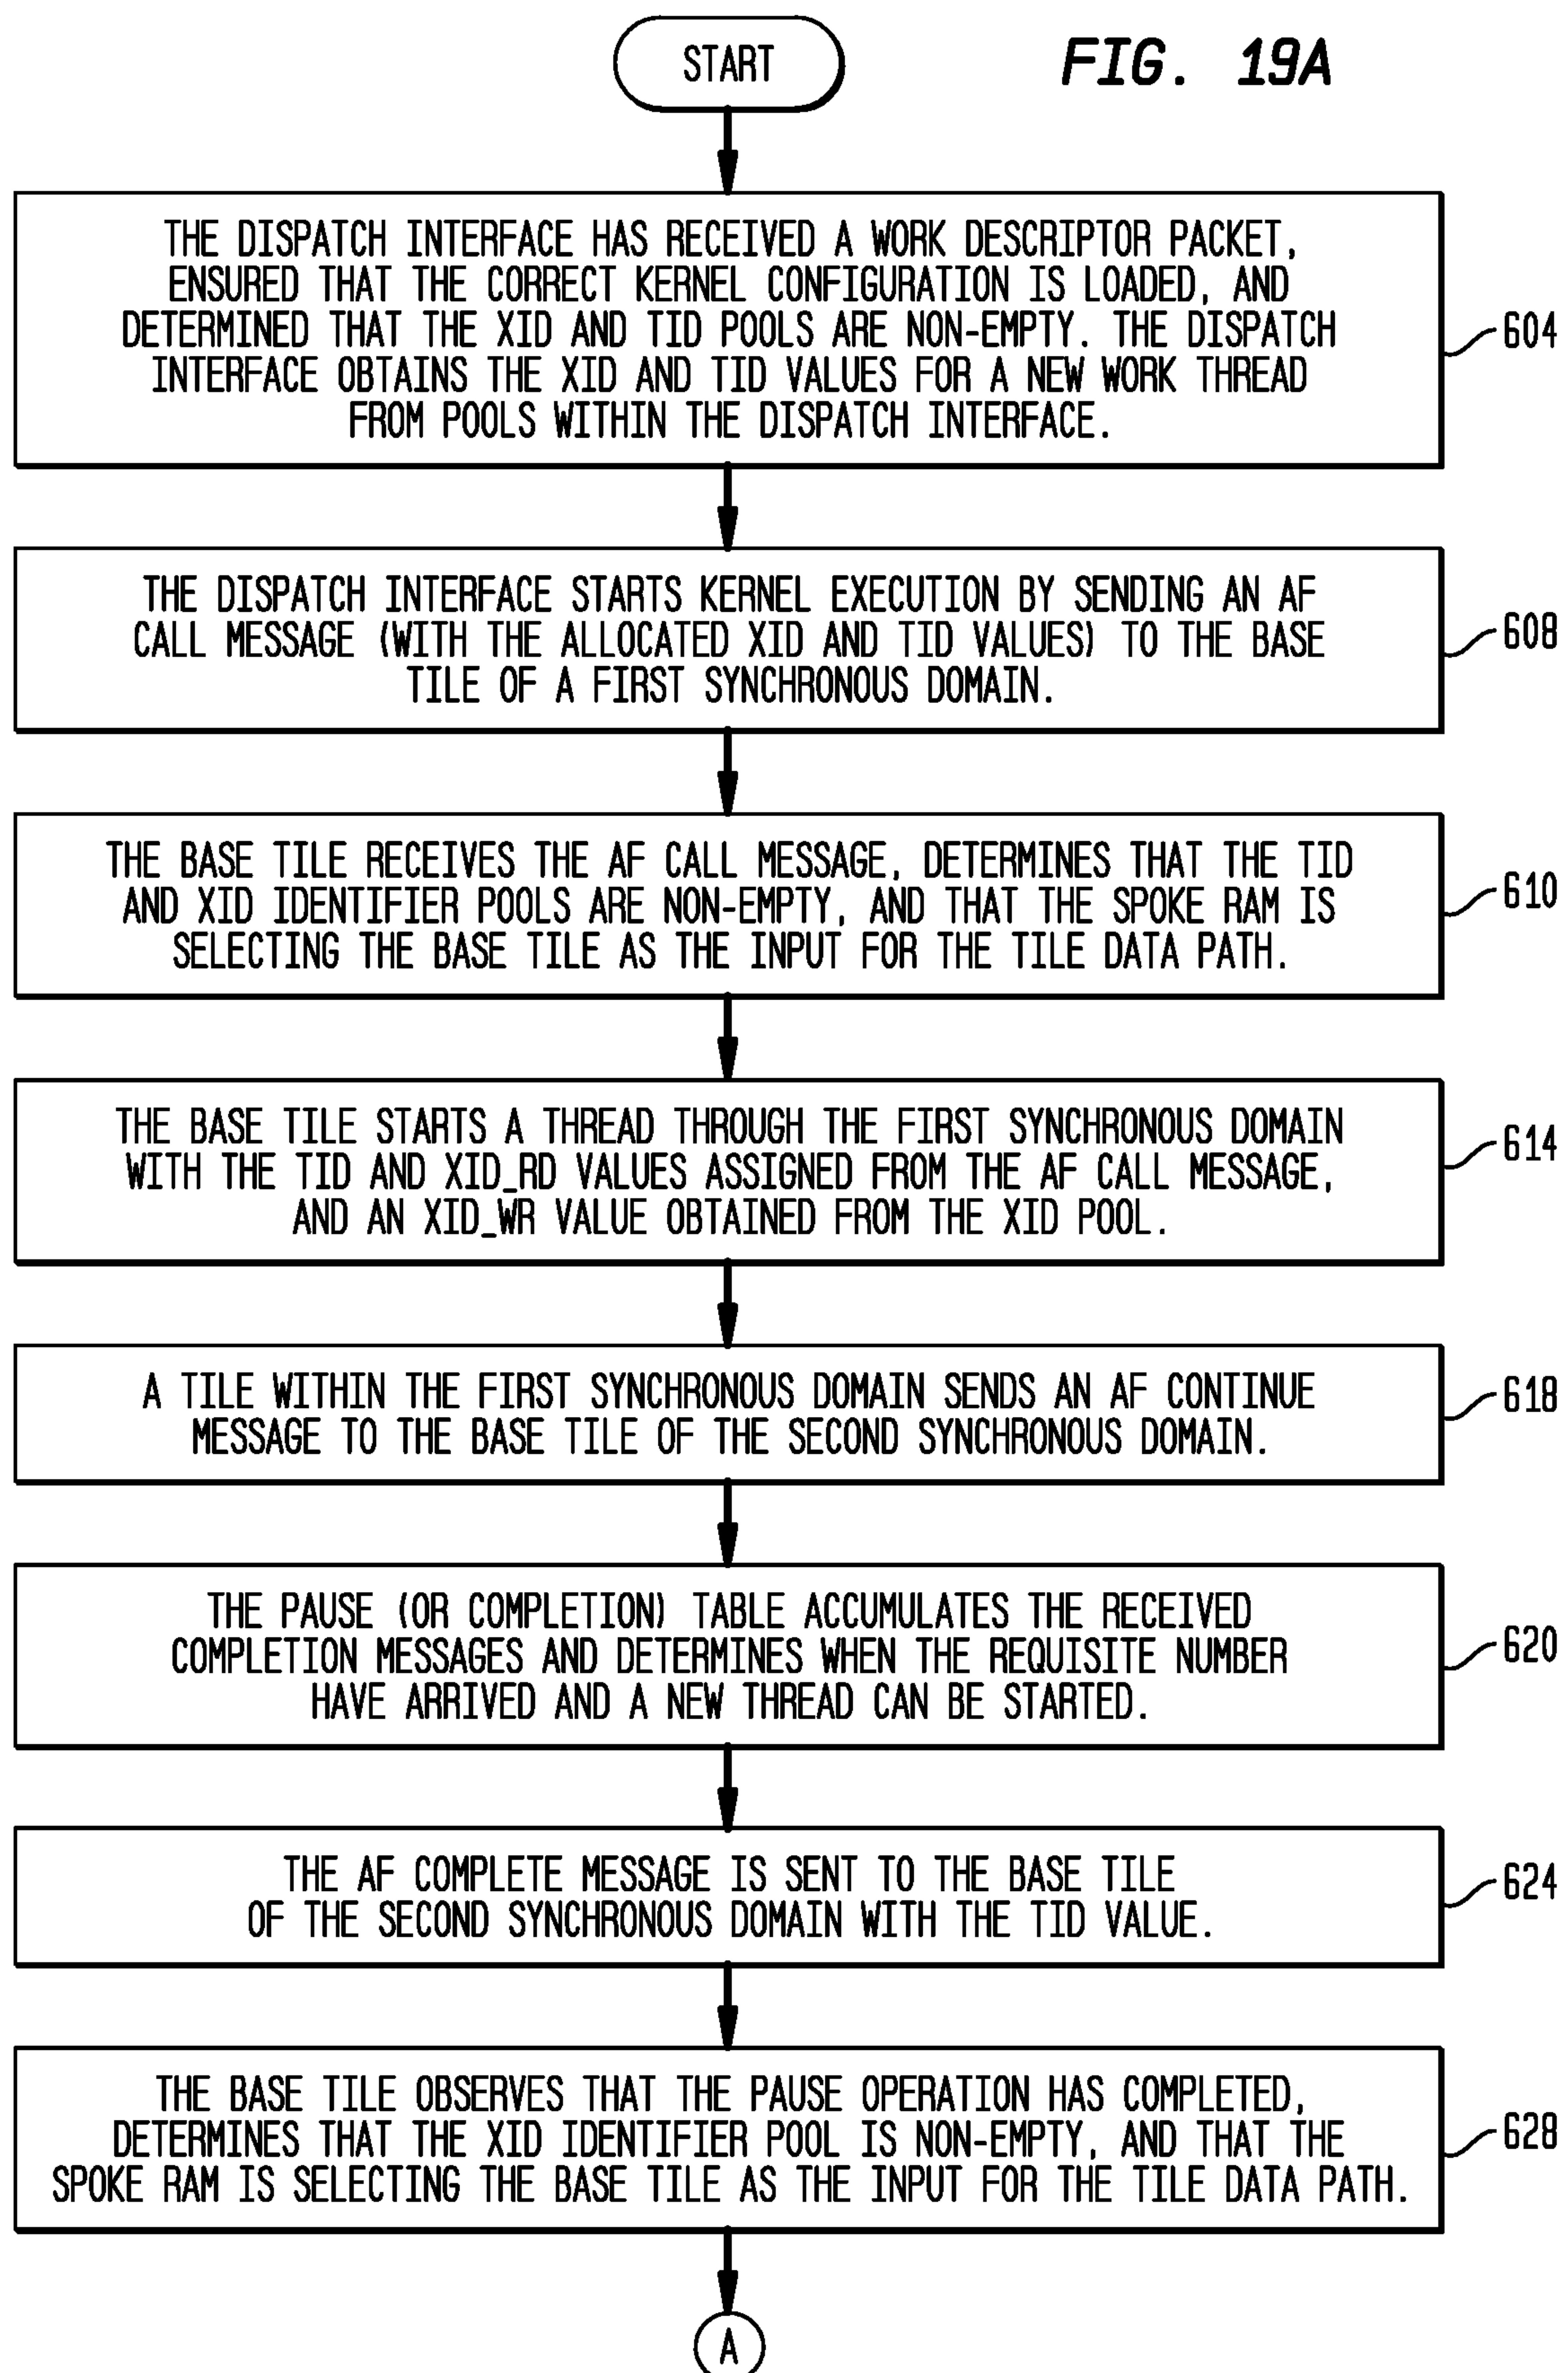 START
FIG. 19A
THE DISPATCH INTERFACE HAS RECEIVED A WORK DESCRIPTOR PACKET,
ENSURED THAT THE CORRECT KERNEL CONFIGURATION IS LOADED, AND
DETERMINED THAT THE XID AND TID POOLS ARE NON-EMPTY. THE DISPATCH
INTERFACE OBTAINS THE XID AND TID VALUES FOR A NEW WORK THREAD
FROM POOLS WITHIN THE DISPATCH INTERFACE.
604
THE DISPATCH INTERFACE STARTS KERNEL EXECUTION BY SENDING AN AF
CALL MESSAGE (WITH THE ALLOCATED XID AND TID VALUES) TO THE BASE
TILE OF A FIRST SYNCHRONOUS DOMAIN.
608
THE BASE TILE RECEIVES THE AF CALL MESSAGE, DETERMINES THAT THE TID
AND XID IDENTIFIER POOLS ARE NON-EMPTY, AND THAT THE SPOKE RAM IS
SELECTING THE BASE TILE AS THE INPUT FOR THE TILE DATA PATH.
610
THE BASE TILE STARTS A THREAD THROUGH THE FIRST SYNCHRONOUS DOMAIN
WITH THE TID AND XID_RD VALUES ASSIGNED FROM THE AF CALL MESSAGE,
AND AN XID_WR VALUE OBTAINED FROM THE XID POOL.
614
A TILE WITHIN THE FIRST SYNCHRONOUS DOMAIN SENDS AN AF CONTINUE
MESSAGE TO THE BASE TILE OF THE SECOND SYNCHRONOUS DOMAIN.
618
THE PAUSE (OR COMPLETION) TABLE ACCUMULATES THE RECEIVED
COMPLETION MESSAGES AND DETERMINES WHEN THE REQUISITE NUMBER
HAVE ARRIVED AND A NEW THREAD CAN BE STARTED.
620
THE AF COMPLETE MESSAGE IS SENT TO THE BASE TILE
OF THE SECOND SYNCHRONOUS DOMAIN WITH THE TID VALUE.
624
THE BASE TILE OBSERVES THAT THE PAUSE OPERATION HAS COMPLETED,
DETERMINES THAT THE XID IDENTIFIER POOL IS NON-EMPTY, AND THAT THE
SPOKE RAM IS SELECTING THE BASE TILE AS THE INPUT FOR THE TILE DATA PATH.
628
A